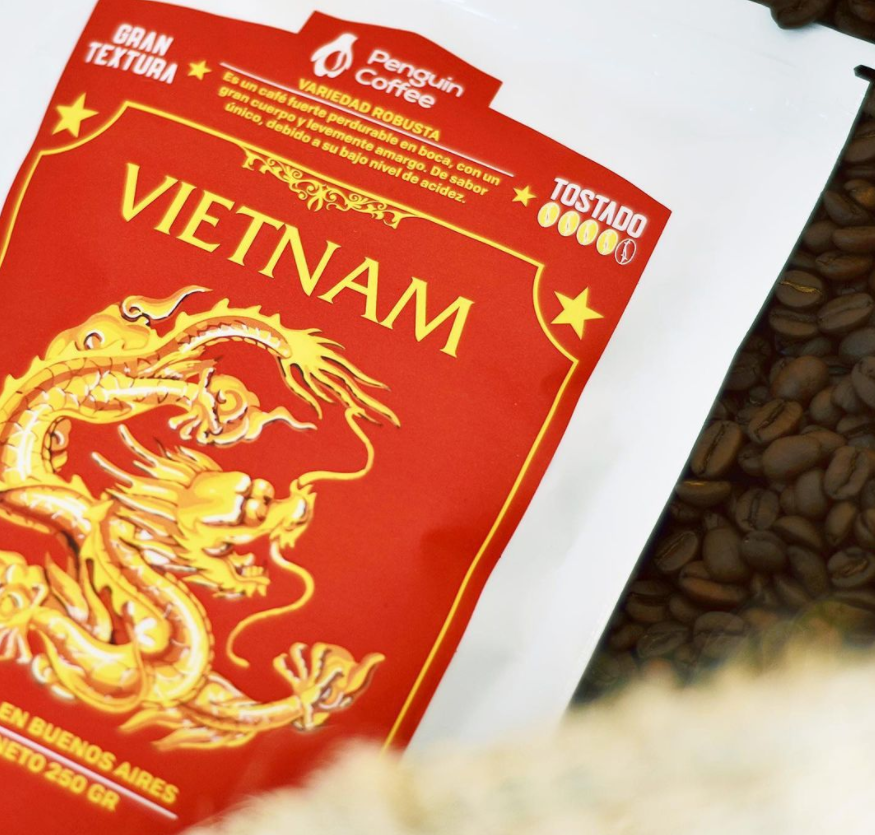 GRAN
TEXTURA
Penguin
Coffee
VARIEDAD ROBUSTA
Es un café fuerte perdurable en boca, con un
gran cuerpo y levemente amargo. De sabor
único, debido a su bajo nivel de acidez.
TOSTADO
VIETNAM
EN BUENOS AIRES
NETO 250 GR